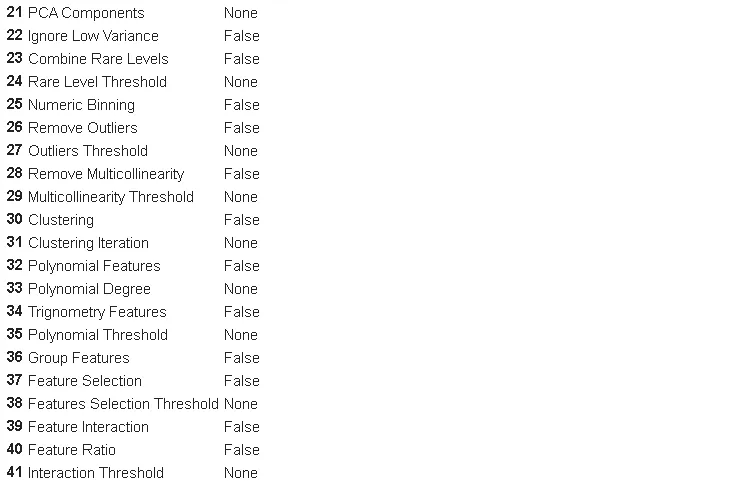 21 PCA Components None
22 Ignore Low Variance False
23 Combine Rare Levels False
24 Rare Level Threshold None
25 Numeric Binning False
26 Remove Outliers False
27 Outliers Threshold None
28 Remove Multicollinearity False
29 Multicollinearity Threshold None
30 Clustering False
31 Clustering Iteration None
32 Polynomial Features False
33 Polynomial Degree None
34 Trignometry Features False
35 Polynomial Threshold None
36 Group Features False
37 Feature Selection False
38 Features Selection Threshold None
39 Feature Interaction False
40 Feature Ratio False
41 Interaction Threshold None